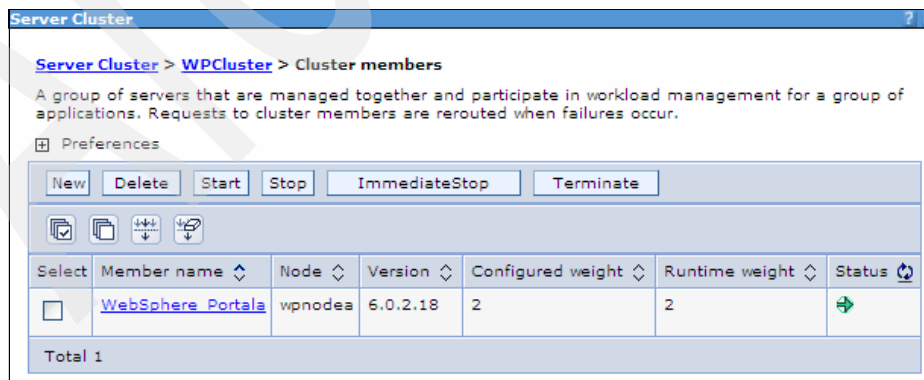 Server Cluster ?
Server Cluster > WPCluster > Cluster members
A group of servers that are managed together and participate in workload management for a group of
applications. Requests to cluster members are rerouted when failures occur.
Preferences
New Delete Start Stop ImmediateStop Terminate
Select Member name Node Version Configured weight Runtime weight Status
WebSphere_Portala wpnodea 6.0.2.18 2 2
Total 1